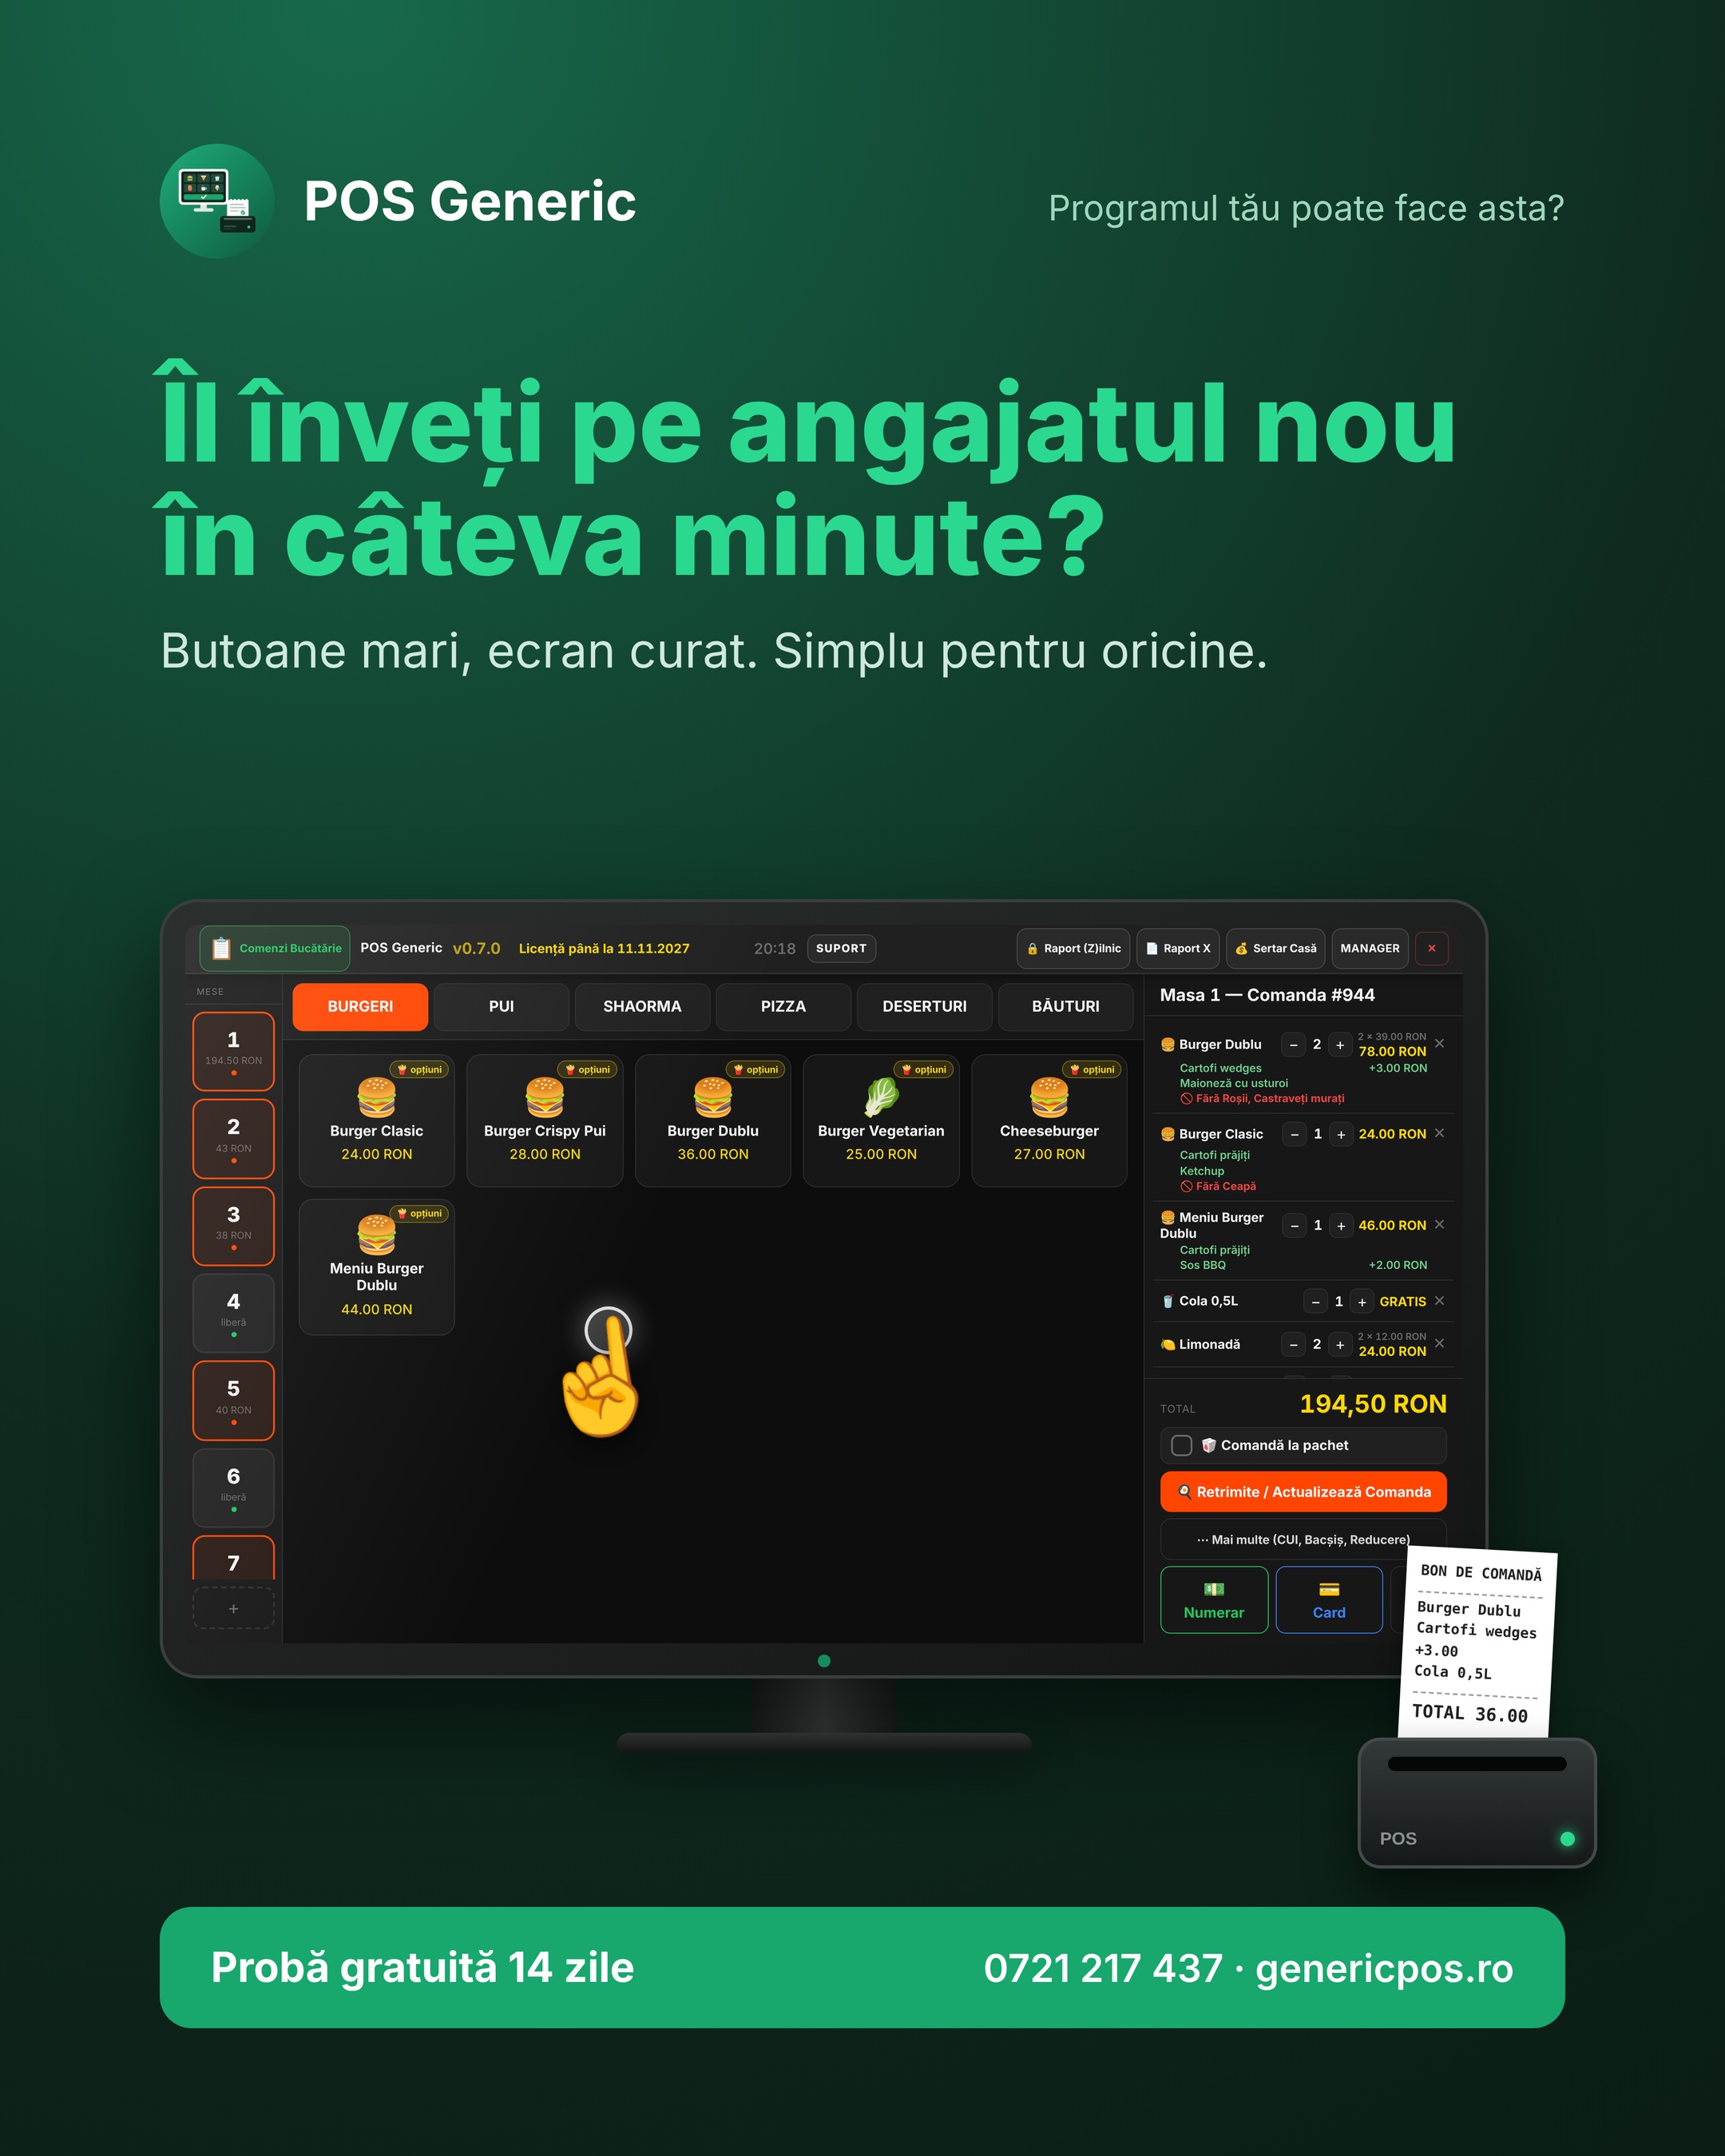 POS Generic
Programul tău poate face asta?
Îl înveți pe angajatul nou
în câteva minute?
Butoane mari, ecran curat. Simplu pentru oricine.
Comenzi Bucătărie
POS Generic v0.7.0 Licență până la 11.11.2027
20:18
SUPORT
Raport (Z)ilnic
Raport X
Sertar Casă
MANAGER
×
MESE
1
194.50 RON
2
43 RON
3
38 RON
4
liberă
5
40 RON
6
liberă
7
+
BURGERI
PUI
SHAORMA
PIZZA
DESERTURI
BĂUTURI
opțiuni
Burger Clasic
24.00 RON
opțiuni
Burger Crispy Pui
28.00 RON
opțiuni
Burger Dublu
36.00 RON
opțiuni
Burger Vegetarian
25.00 RON
opțiuni
Cheeseburger
27.00 RON
opțiuni
Meniu Burger
Dublu
44.00 RON
Masa 1 — Comanda #944
Burger Dublu − 2 + 2 × 39.00 RON
78.00 RON ×
Cartofi wedges +3.00 RON
Maioneză cu usturoi
Fără Roșii, Castraveți murați
Burger Clasic − 1 + 24.00 RON ×
Cartofi prăjiți
Ketchup
Fără Ceapă
Meniu Burger
Dublu − 1 + 46.00 RON ×
Cartofi prăjiți
Sos BBQ +2.00 RON
Cola 0,5L − 1 + GRATIS ×
Limonadă − 2 + 2 × 12.00 RON
24.00 RON ×
TOTAL 194,50 RON
Comandă la pachet
Retrimite / Actualizează Comanda
··· Mai multe (CUI, Bacșiș, Reducere)
Numerar
Card
BON DE COMANDĂ
Burger Dublu
Cartofi wedges
+3.00
Cola 0,5L
TOTAL 36.00
POS
Probă gratuită 14 zile
0721 217 437 · genericpos.ro